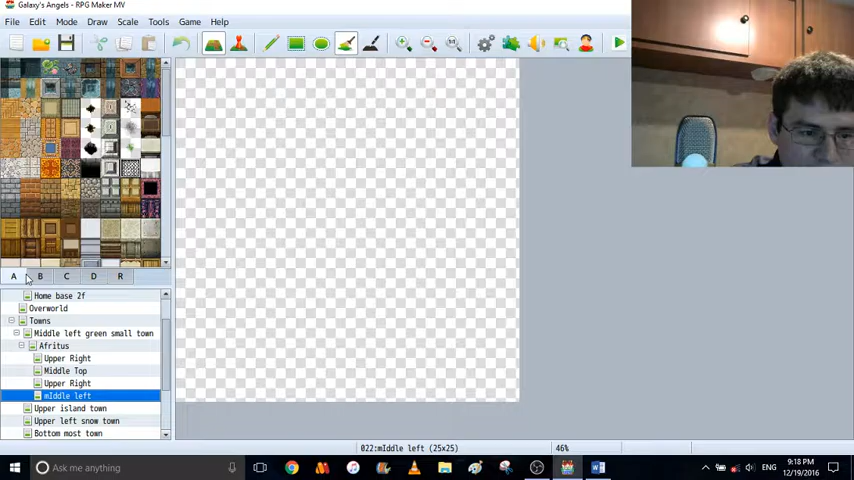 Galaxy's Angels - RPG Maker MV
File Edit Mode Draw Scale Tools Game Help
A B C D R
Home base 2f
Overworld
Towns
Middle left green small town
Afritus
Upper Right
Middle Top
Upper Right
mIddle left
Upper island town
Upper left snow town
Bottom most town
022:mIddle left (25x25) 46%
Ask me anything
ENG
9:18 PM
12/19/2016